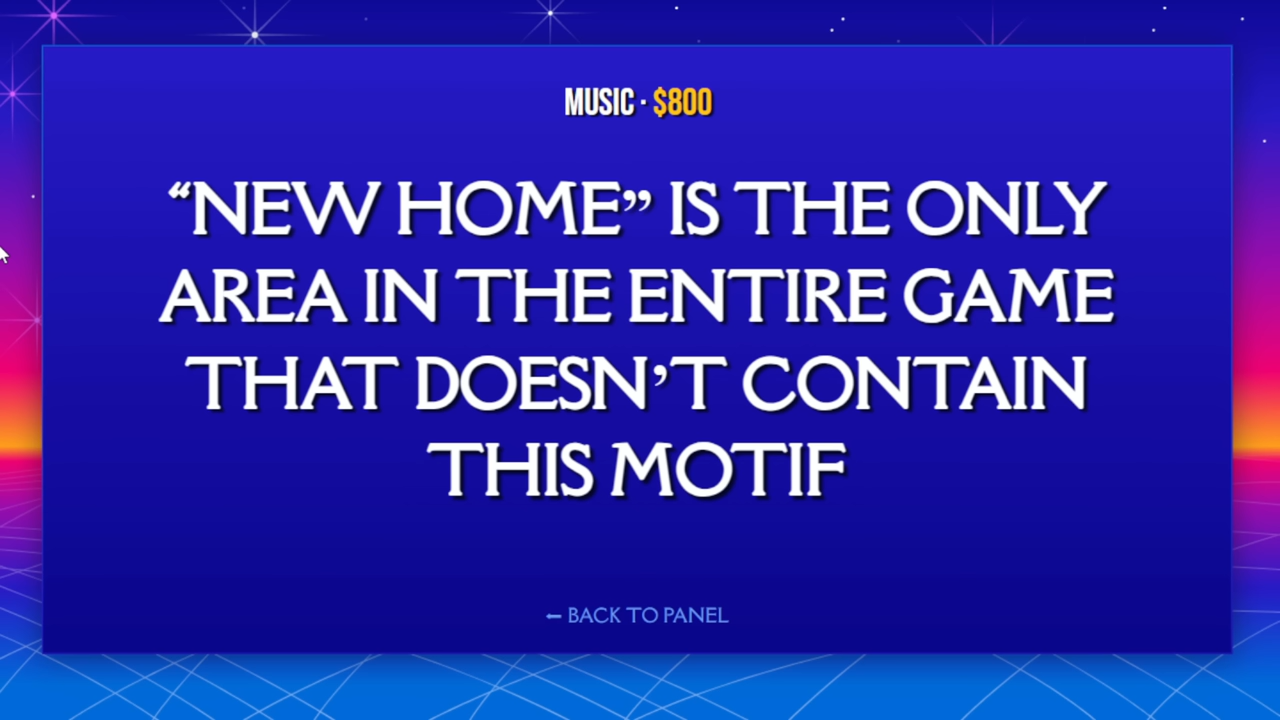 MUSIC · $800
“NEW HOME” IS THE ONLY
AREA IN THE ENTIRE GAME
THAT DOESN’T CONTAIN
THIS MOTIF
← BACK TO PANEL